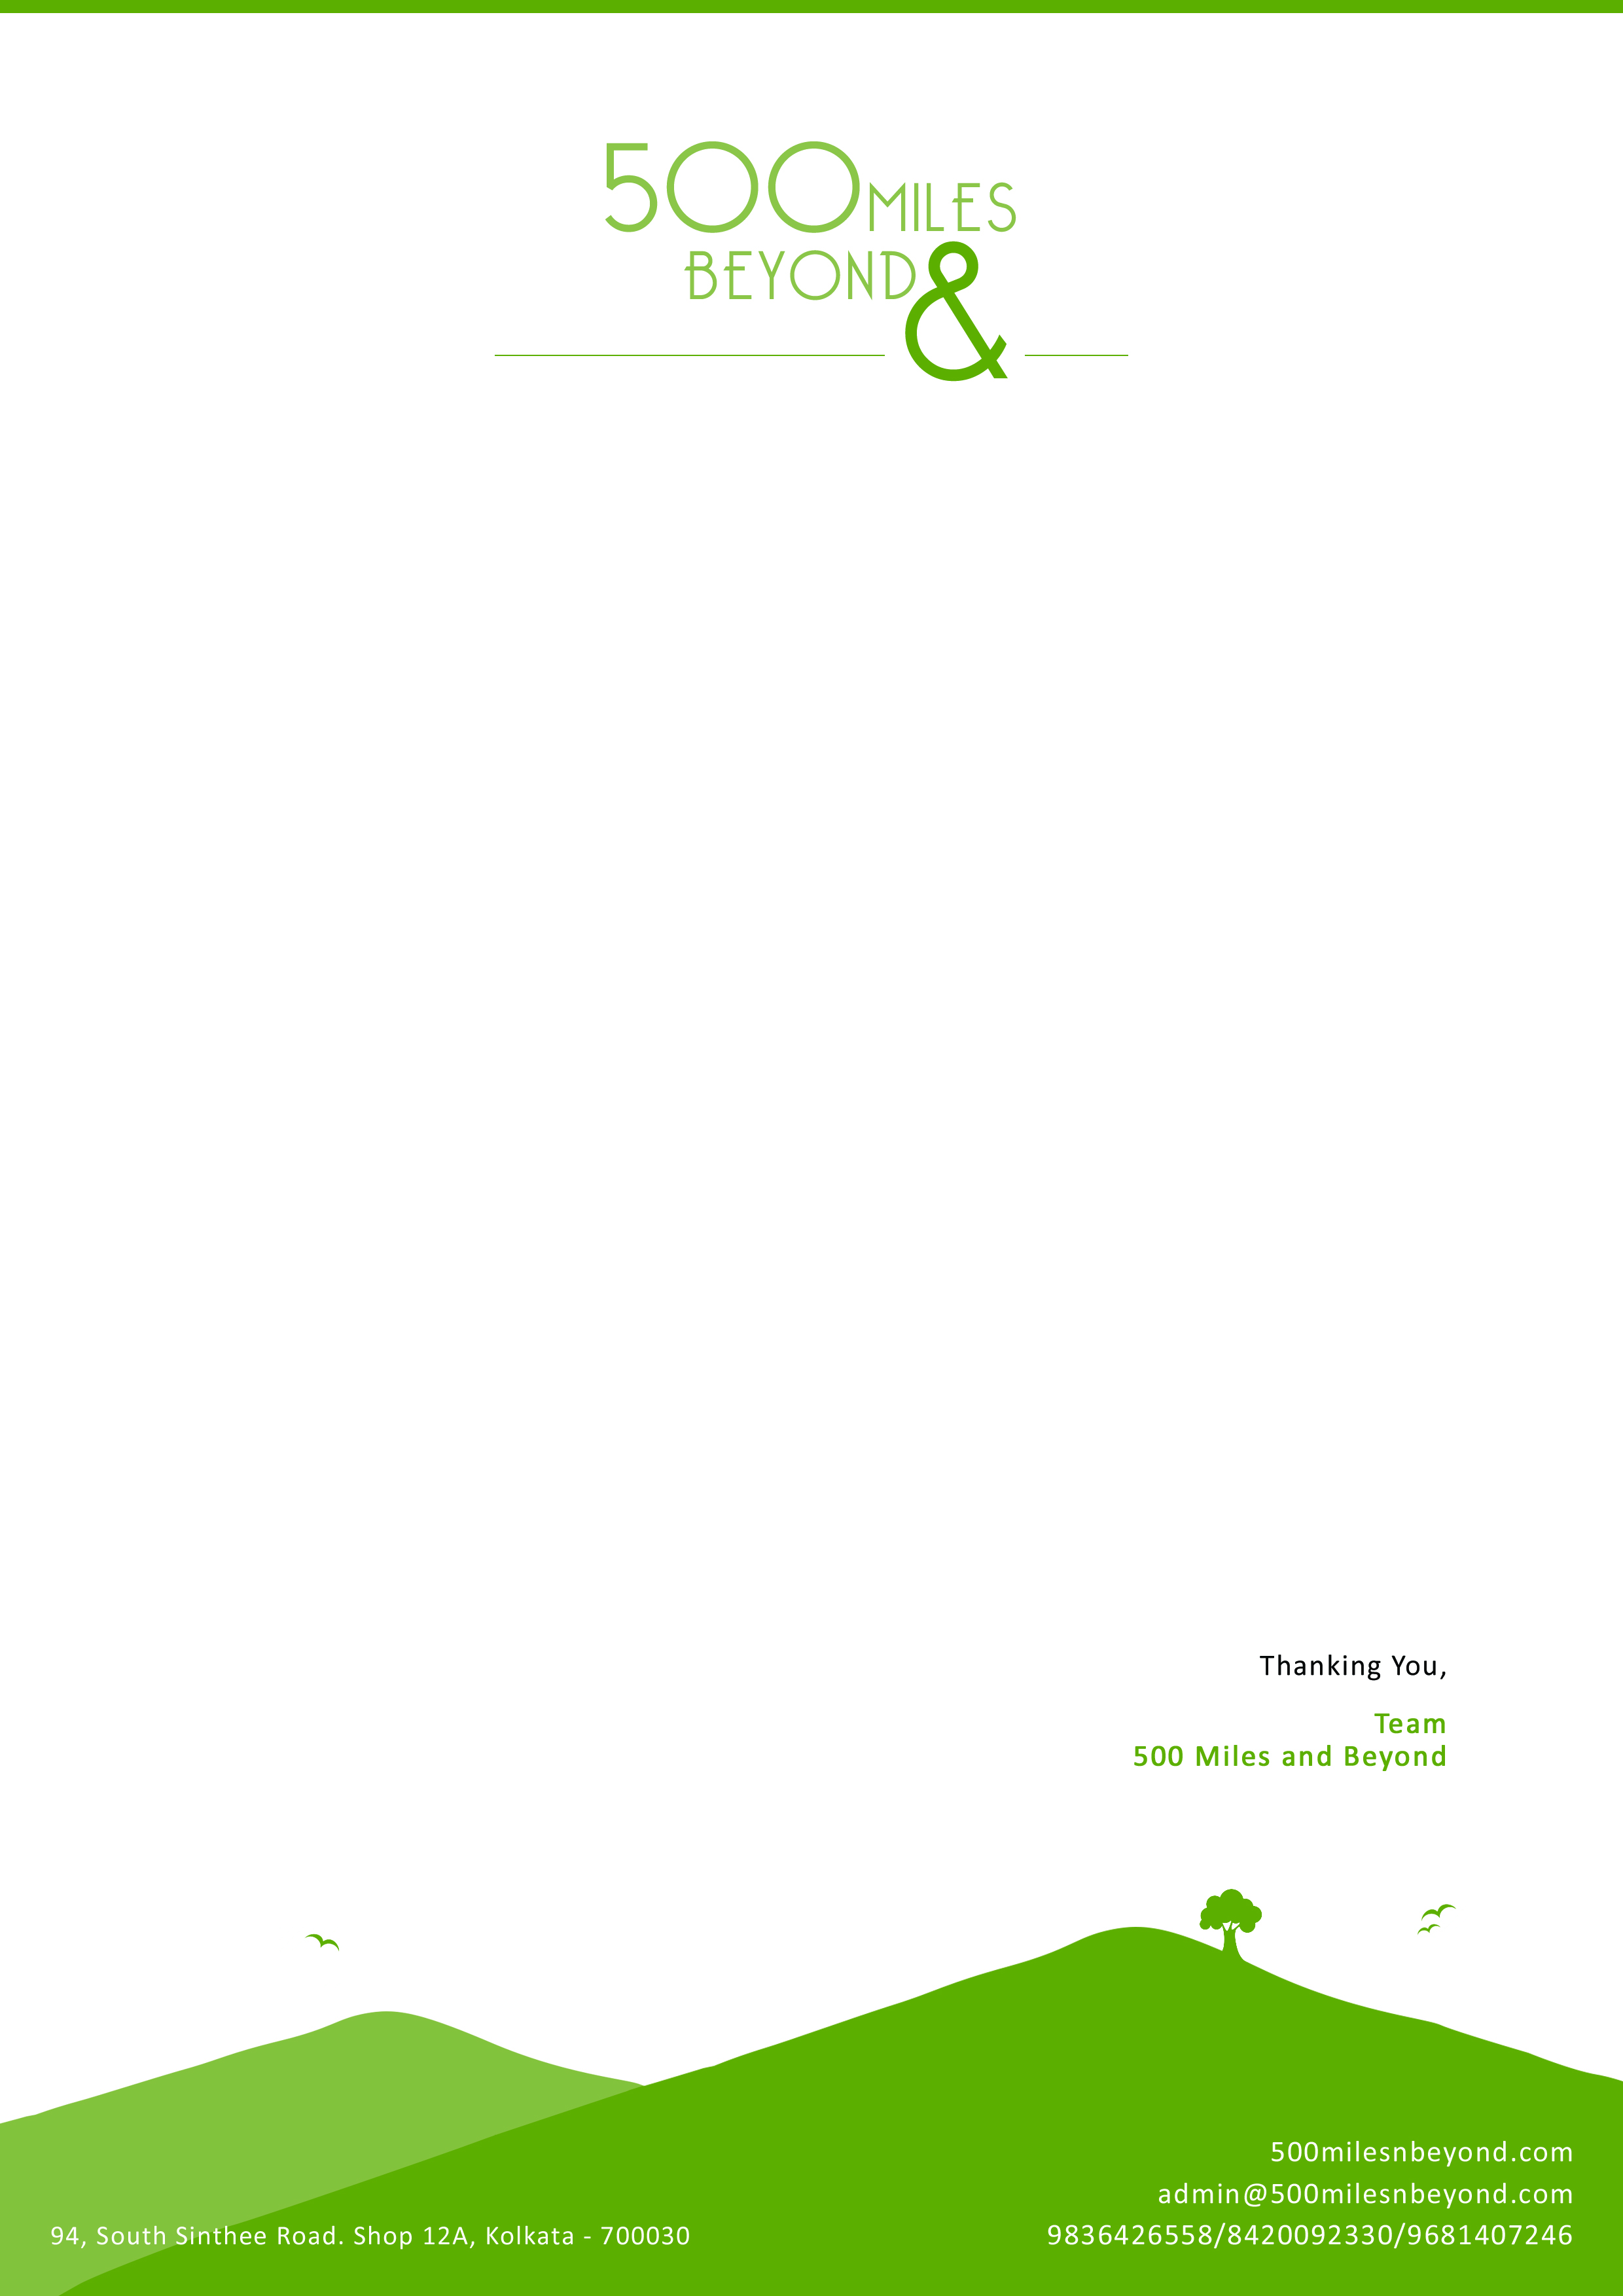 500 MILES
BEYOND &
Thanking You,
Team
500 Miles and Beyond
500milesnbeyond.com
admin@500milesnbeyond.com
94, South Sinthee Road. Shop 12A, Kolkata - 700030
9836426558/8420092330/9681407246